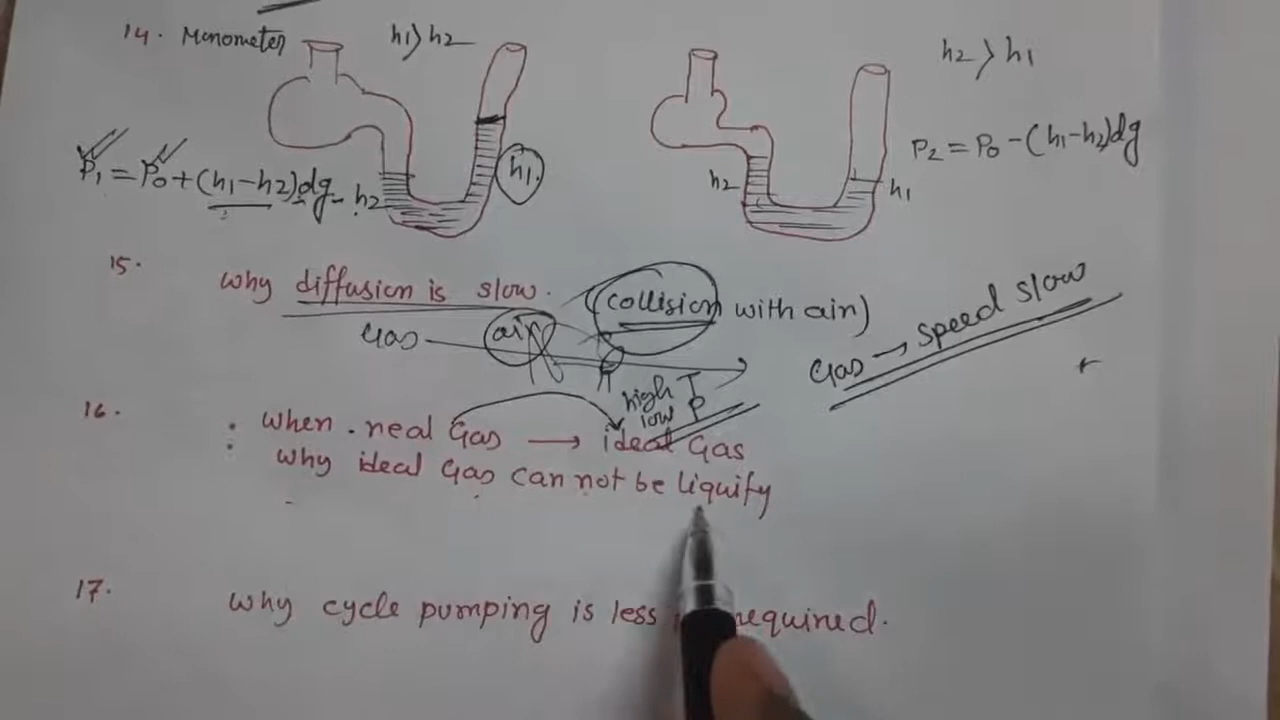 14. Manometer
h1>h2
h2 > h1
P1 = P0 + (h1-h2)dg
h2
h1
P2 = P0 - (h1-h2)dg
h2
h1
15. why diffusion is slow. (collision with air)
Gas air
Gas → speed slow
high T
low P
16. : when real Gas → ideal Gas
why ideal Gas can not be liquify
17. why cycle pumping is less required.